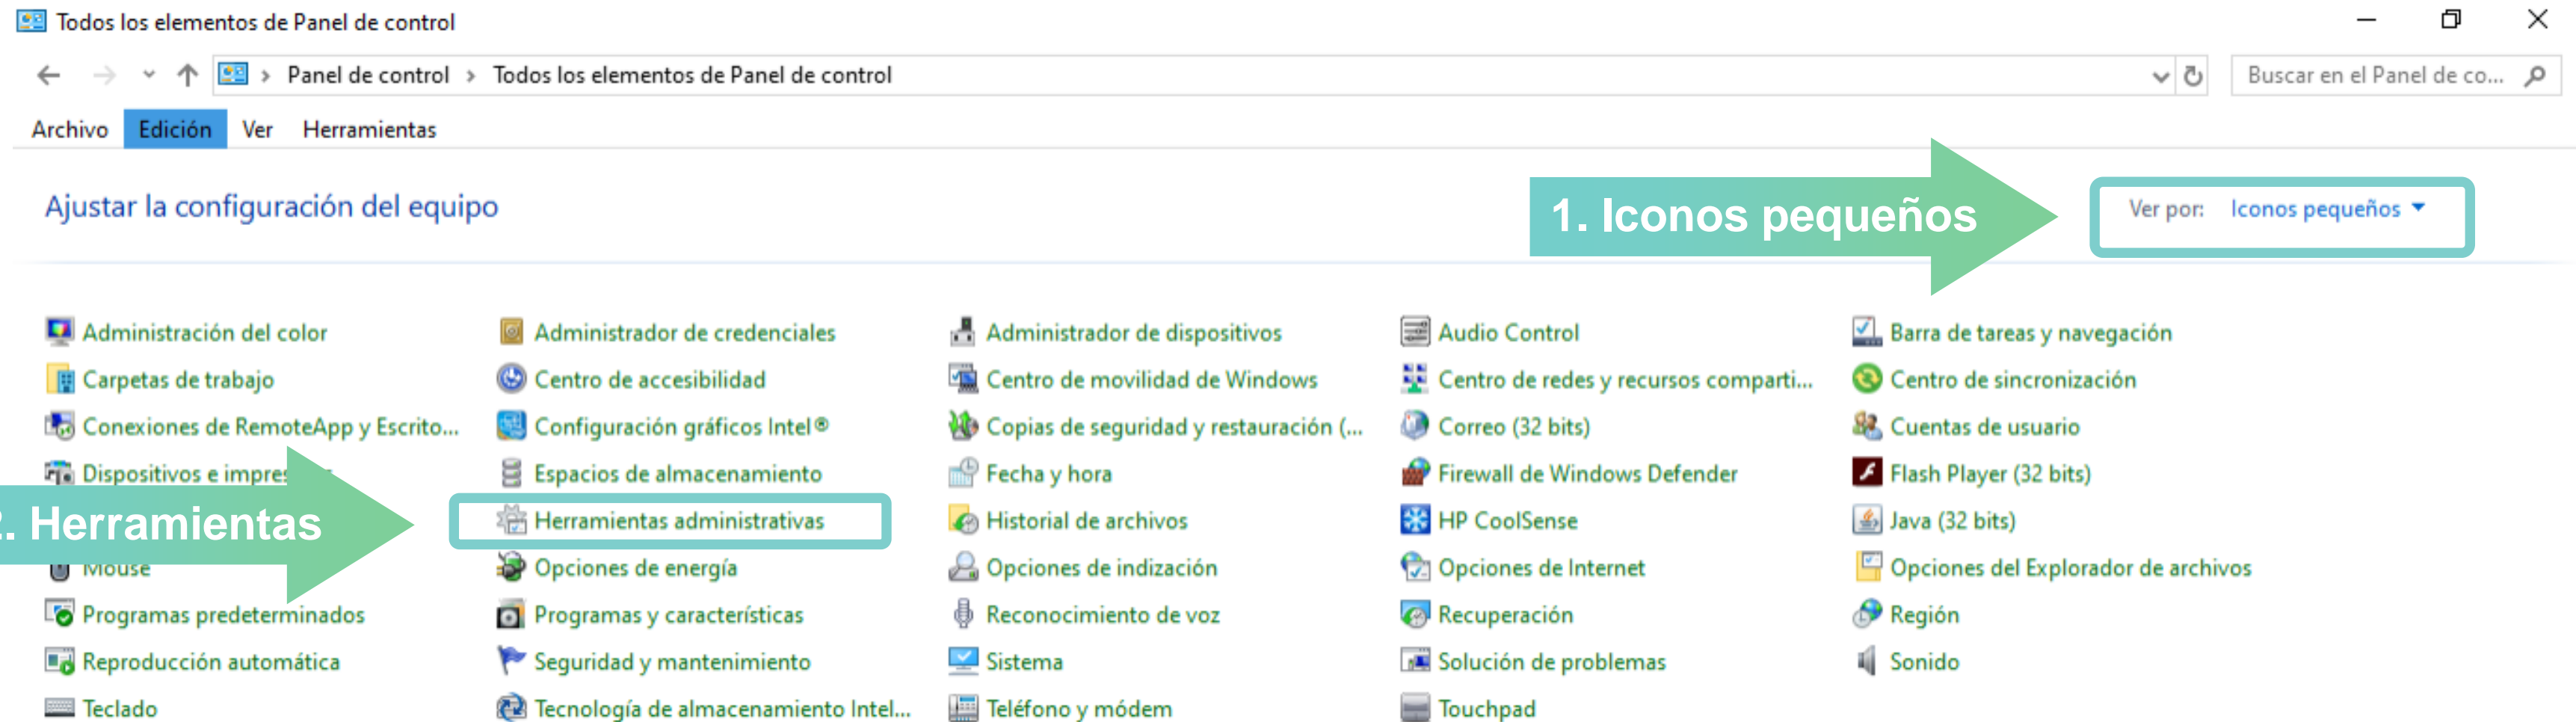 Todos los elementos de Panel de control
Panel de control > Todos los elementos de Panel de control
Buscar en el Panel de co...
Archivo Edición Ver Herramientas
Ajustar la configuración del equipo
1. Iconos pequeños
Ver por: Iconos pequeños
Administración del color Administrador de credenciales Administrador de dispositivos Audio Control Barra de tareas y navegación
Carpetas de trabajo Centro de accesibilidad Centro de movilidad de Windows Centro de redes y recursos comparti... Centro de sincronización
Conexiones de RemoteApp y Escrito... Configuración gráficos Intel® Copias de seguridad y restauración (... Correo (32 bits) Cuentas de usuario
Dispositivos e Espacios de almacenamiento Fecha y hora Firewall de Windows Defender Flash Player (32 bits)
2. Herramientas
Herramientas administrativas Historial de archivos HP CoolSense Java (32 bits)
Mouse Opciones de energía Opciones de indización Opciones de Internet Opciones del Explorador de archivos
Programas predeterminados Programas y características Reconocimiento de voz Recuperación Región
Reproducción automática Seguridad y mantenimiento Sistema Solución de problemas Sonido
Teclado Tecnología de almacenamiento Intel... Teléfono y módem Touchpad